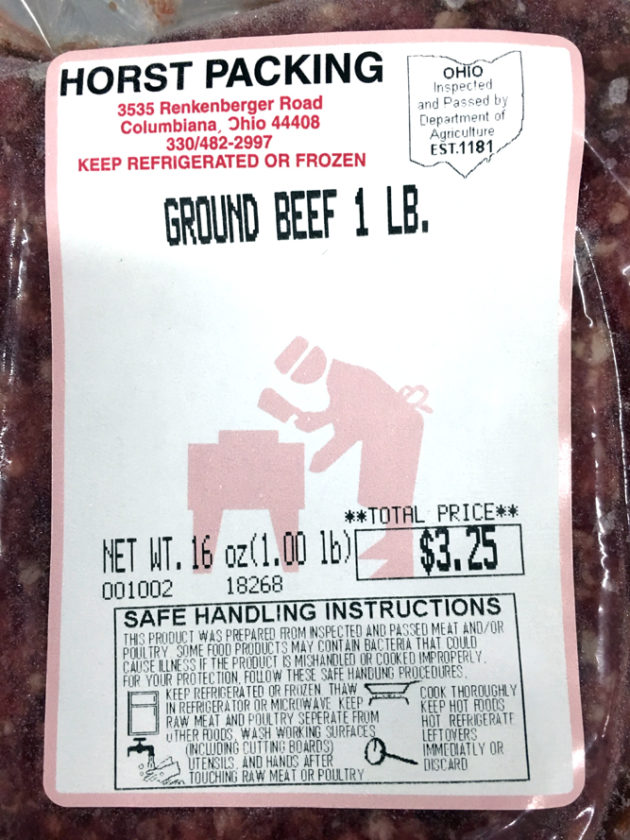 HORST PACKING
3535 Renkenberger Road
Columbiana, Ohio 44408
330/482-2997
KEEP REFRIGERATED OR FROZEN
OHIO
Inspected
and Passed by
Department of
Agriculture
EST.1181
GROUND BEEF 1 LB.
**TOTAL PRICE**
NET WT. 16 oz(1.00 lb)
$3.25
001002 18268
SAFE HANDLING INSTRUCTIONS
THIS PRODUCT WAS PREPARED FROM INSPECTED AND PASSED MEAT AND/OR
POULTRY. SOME FOOD PRODUCTS MAY CONTAIN BACTERIA THAT COULD
CAUSE ILLNESS IF THE PRODUCT IS MISHANDLED OR COOKED IMPROPERLY.
FOR YOUR PROTECTION, FOLLOW THESE SAFE HANDLING PROCEDURES.
KEEP REFRIGERATED OR FROZEN. THAW
IN REFRIGERATOR OR MICROWAVE. KEEP
RAW MEAT AND POULTRY SEPERATE FROM
OTHER FOODS. WASH WORKING SURFACES
(INCLUDING CUTTING BOARDS)
UTENSILS, AND HANDS AFTER
TOUCHING RAW MEAT OR POULTRY
COOK THOROUGHLY
KEEP HOT FOODS
HOT. REFRIGERATE
LEFTOVERS
IMMEDIATLY OR
DISCARD